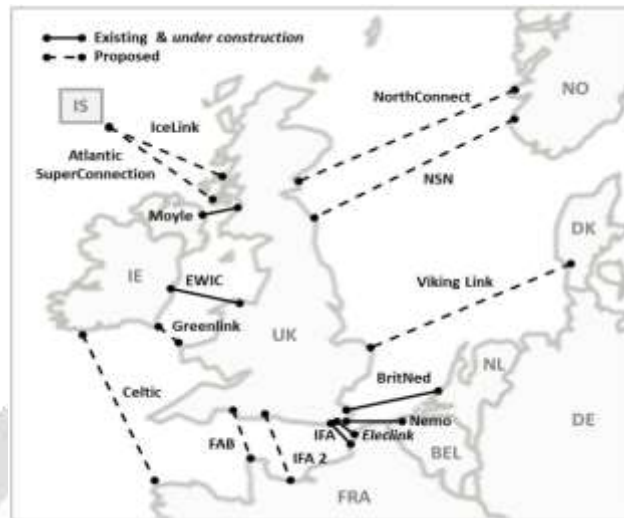 Existing & under construction
Proposed
IS
IceLink
Atlantic
SuperConnection
Moyle
NorthConnect
NO
NSN
DK
IE
EWIC
Viking Link
Greenlink
UK
BritNed
NL
Celtic
Nemo
DE
IFA
Eleclink
FAB
IFA 2
BEL
FRA